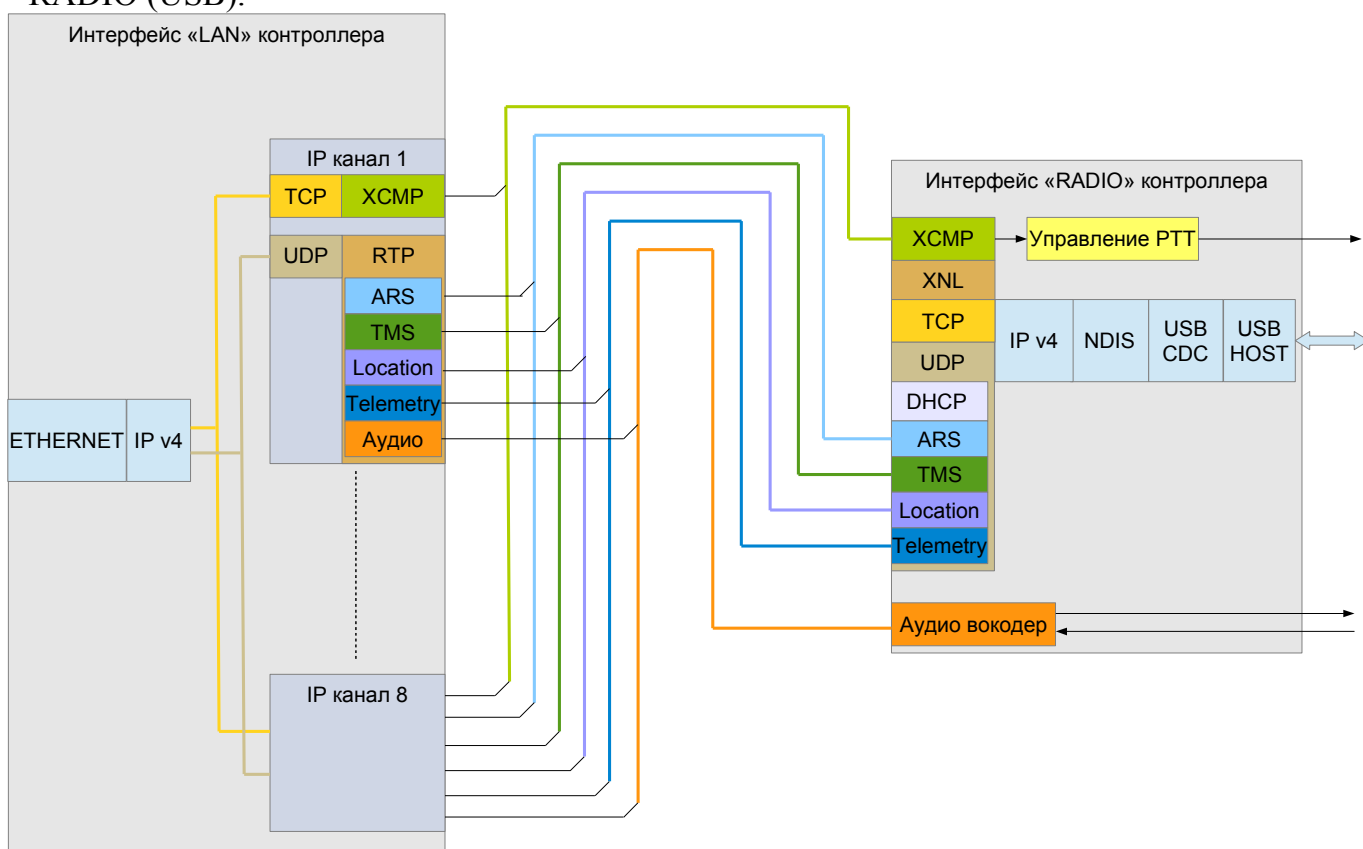 RADIO (USB).
Интерфейс «LAN» контроллера
IP канал 1
TCP
XCMP
UDP
RTP
ARS
TMS
Location
Telemetry
Аудио
ETHERNET
IP v4
IP канал 8
Интерфейс «RADIO» контроллера
XCMP
Управление PTT
XNL
TCP
UDP
IP v4
NDIS
USB
CDC
USB
HOST
DHCP
ARS
TMS
Location
Telemetry
Аудио вокодер